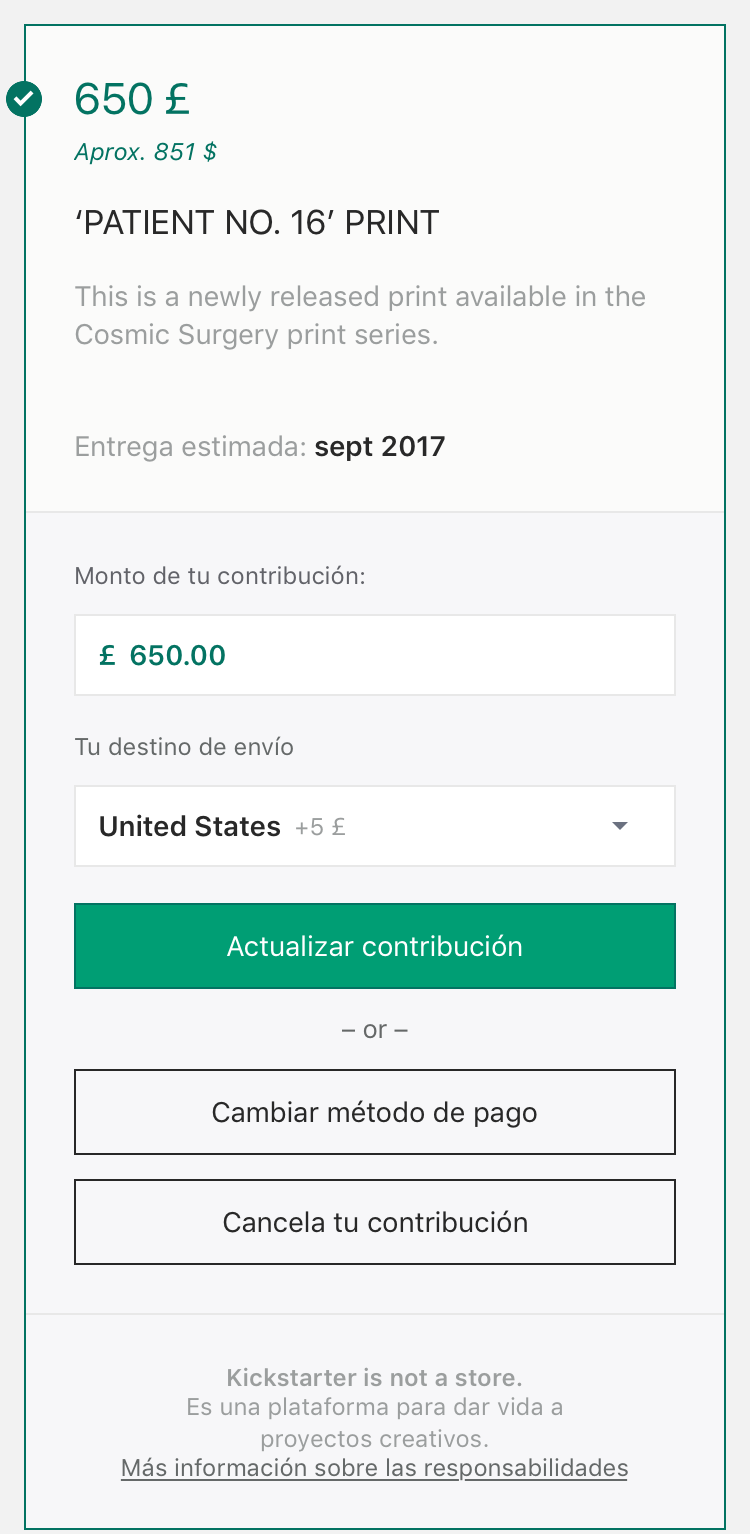 650 £
Aprox. 851 $
‘PATIENT NO. 16’ PRINT
This is a newly released print available in the
Cosmic Surgery print series.
Entrega estimada: sept 2017
Monto de tu contribución:
£ 650.00
Tu destino de envío
United States +5 £
Actualizar contribución
– or –
Cambiar método de pago
Cancela tu contribución
Kickstarter is not a store.
Es una plataforma para dar vida a
proyectos creativos.
Más información sobre las responsabilidades